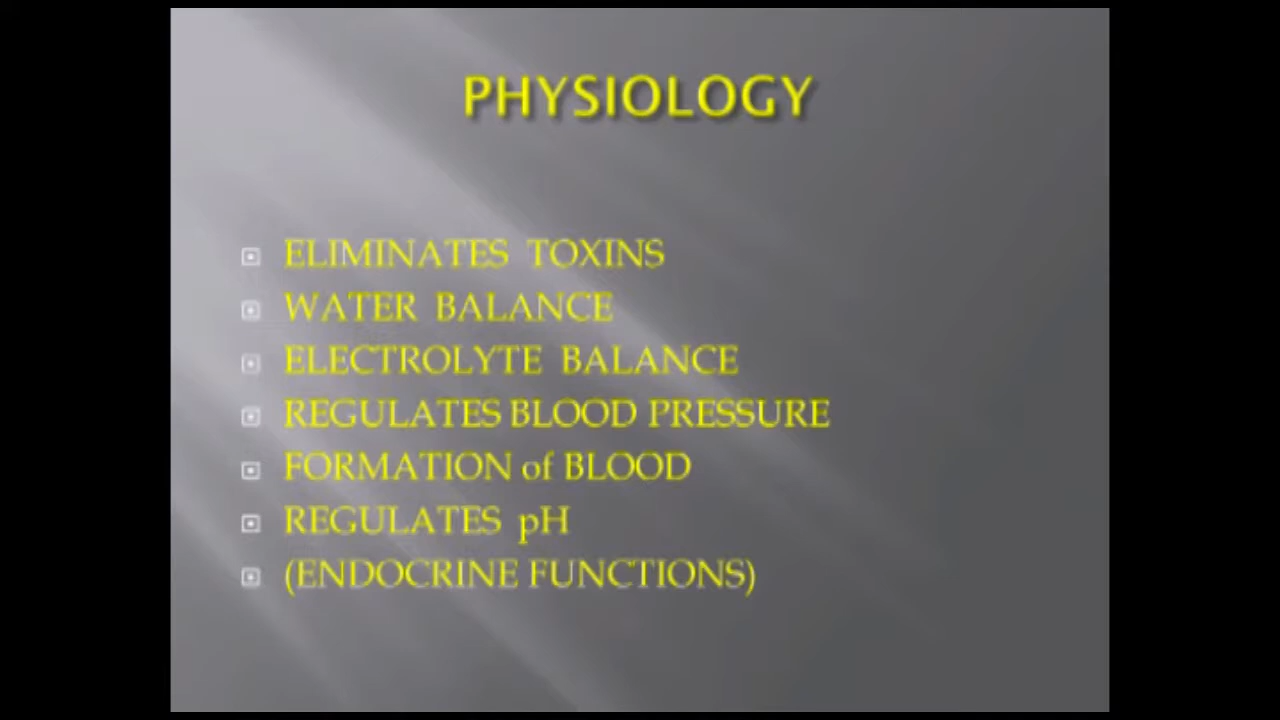 PHYSIOLOGY
ELIMINATES TOXINS
WATER BALANCE
ELECTROLYTE BALANCE
REGULATES BLOOD PRESSURE
FORMATION of BLOOD
REGULATES pH
(ENDOCRINE FUNCTIONS)